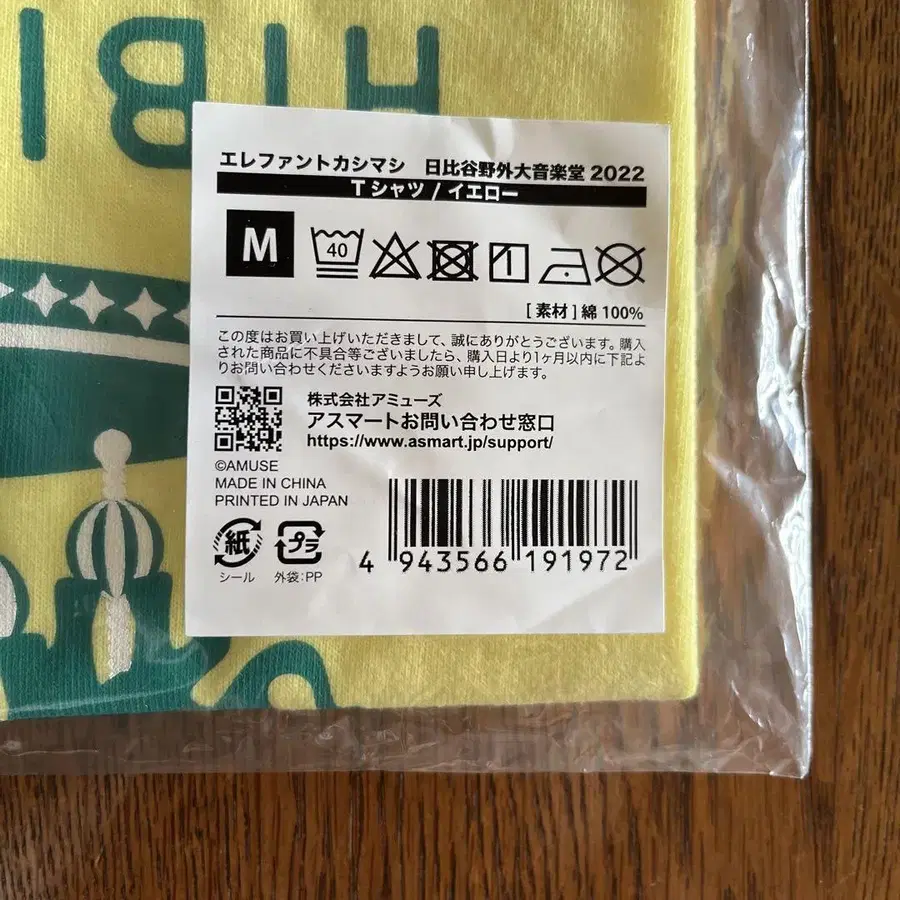 HIBI
エレファントカシマシ 日比谷野外大音楽堂 2022
Tシャツ / イエロー
M
40
[ 素材 ] 綿 100%
この度はお買い上げいただきまして、誠にありがとうございます。購入
された商品に不具合等ございましたら、購入日より1ヶ月以内に下記よ
りお問い合わせくださいますようお願い申し上げます。
株式会社アミューズ
アスマートお問い合わせ窓口
https://www.asmart.jp/support/
©AMUSE
MADE IN CHINA
PRINTED IN JAPAN
紙
シール
プラ
外袋:PP
4 943566 191972